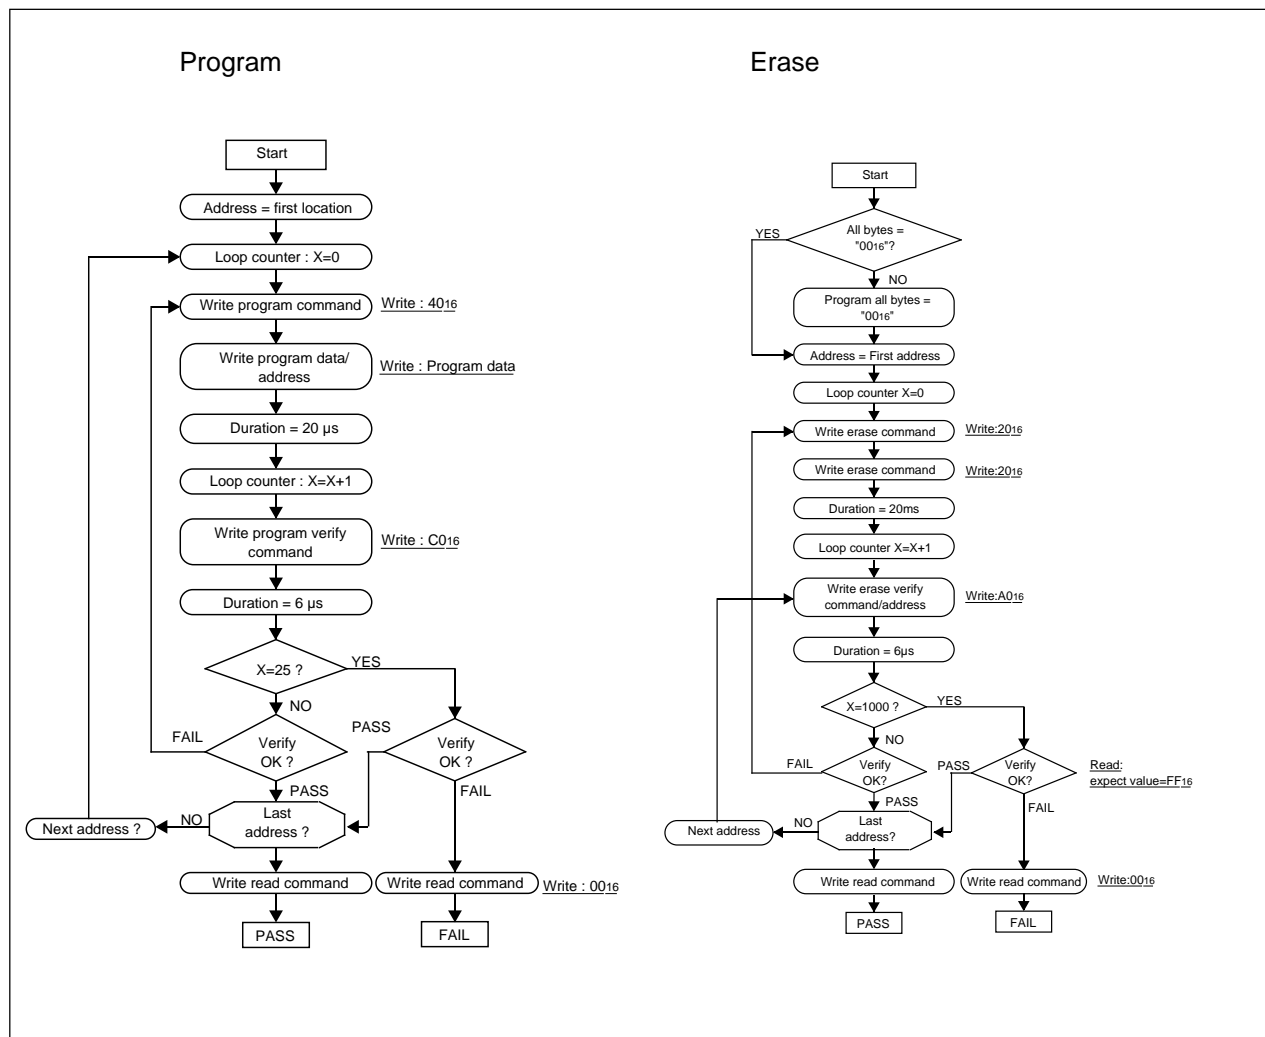 Program
Start
Address = first location
Loop counter : X=0
Write program command
Write : 4016
Write program data/
address
Write : Program data
Duration = 20 µs
Loop counter : X=X+1
Write program verify
command
Write : C016
Duration = 6 µs
X=25 ?
YES
NO
FAIL
Verify
OK ?
PASS
PASS
Verify
OK ?
FAIL
Last
address ?
NO
Next address ?
Write read command
Write read command
Write : 0016
PASS
FAIL
Erase
Start
All bytes =
"0016"?
YES
NO
Program all bytes =
"0016"
Address = First address
Loop counter X=0
Write erase command
Write:2016
Write erase command
Write:2016
Duration = 20ms
Loop counter X=X+1
Write erase verify
command/address
Write:A016
Duration = 6µs
X=1000 ?
YES
NO
FAIL
Verify
OK?
PASS
PASS
Verify
OK?
FAIL
Read:
expect value=FF16
Last
address?
NO
Next address
Write read command
Write read command
Write:0016
PASS
FAIL